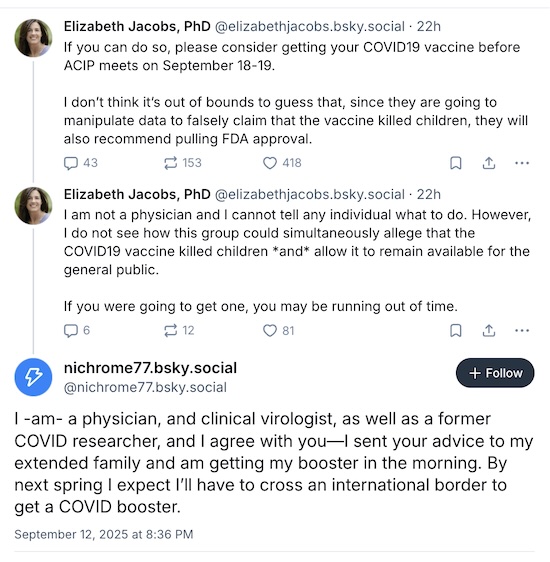 Elizabeth Jacobs, PhD @elizabethjacobs.bsky.social · 22h
If you can do so, please consider getting your COVID19 vaccine before
ACIP meets on September 18-19.
I don't think it's out of bounds to guess that, since they are going to
manipulate data to falsely claim that the vaccine killed children, they will
also recommend pulling FDA approval.
43 153 418
Elizabeth Jacobs, PhD @elizabethjacobs.bsky.social · 22h
I am not a physician and I cannot tell any individual what to do. However,
I do not see how this group could simultaneously allege that the
COVID19 vaccine killed children *and* allow it to remain available for the
general public.
If you were going to get one, you may be running out of time.
6 12 81
nichrome77.bsky.social
@nichrome77.bsky.social
+ Follow
I -am- a physician, and clinical virologist, as well as a former
COVID researcher, and I agree with you—I sent your advice to my
extended family and am getting my booster in the morning. By
next spring I expect I'll have to cross an international border to
get a COVID booster.
September 12, 2025 at 8:36 PM